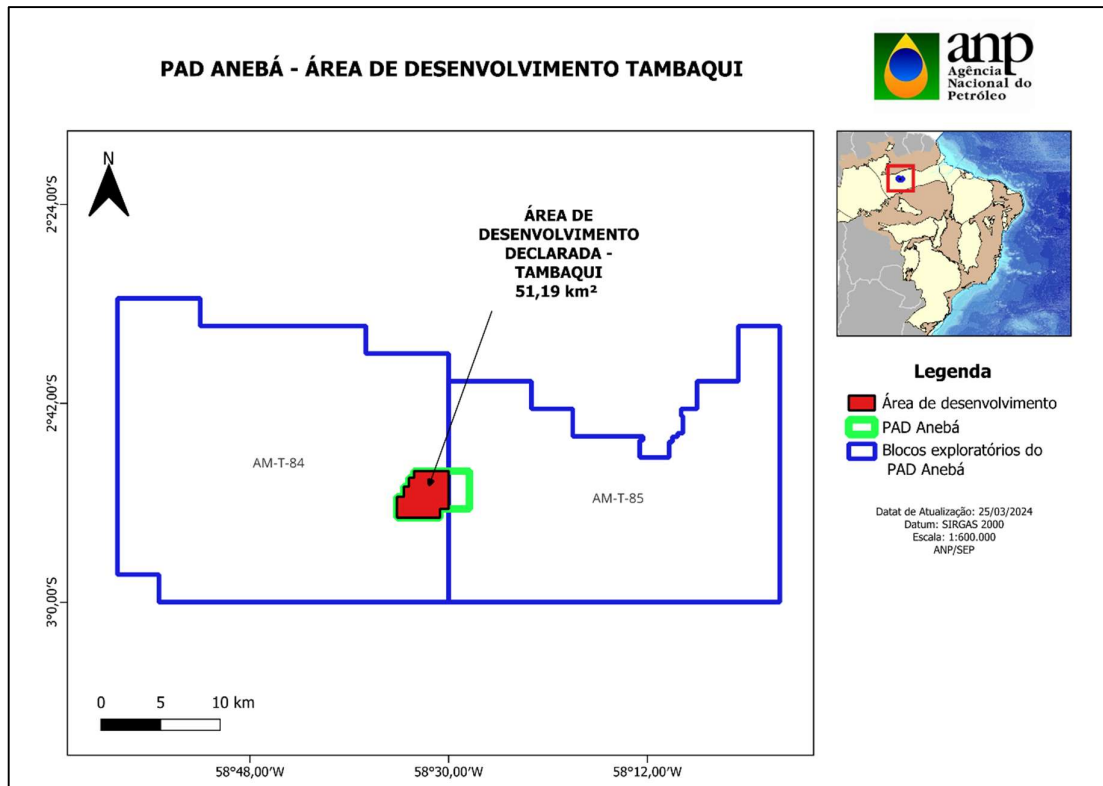 PAD ANEBÁ - ÁREA DE DESENVOLVIMENTO TAMBAQUI
anp
Agência
Nacional do
Petróleo
N
2°24,00'S
2°42,00'S
3°0,00'S
ÁREA DE
DESENVOLVIMENTO
DECLARADA -
TAMBAQUI
51,19 km²
AM-T-84
AM-T-85
0 5 10 km
58°48,00'W
58°30,00'W
58°12,00'W
Legenda
Área de desenvolvimento
PAD Anebá
Blocos exploratórios do
PAD Anebá
Datat de Atualização: 25/03/2024
Datum: SIRGAS 2000
Escala: 1:600.000
ANP/SEP